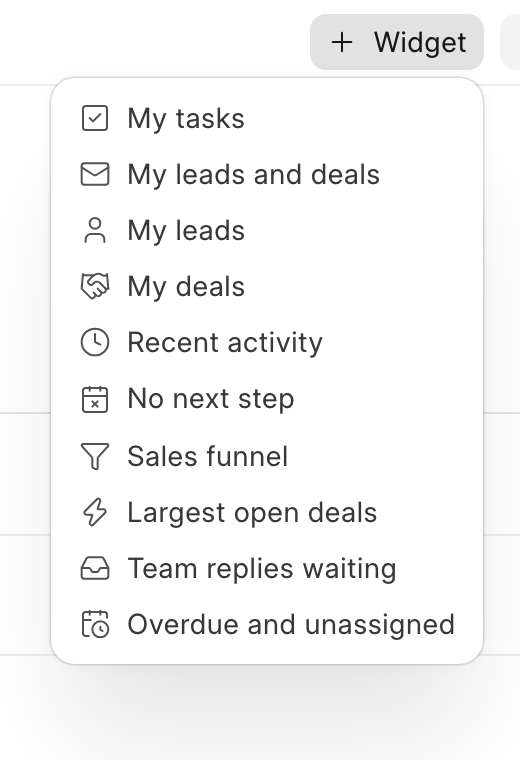 + Widget
My tasks
My leads and deals
My leads
My deals
Recent activity
No next step
Sales funnel
Largest open deals
Team replies waiting
Overdue and unassigned